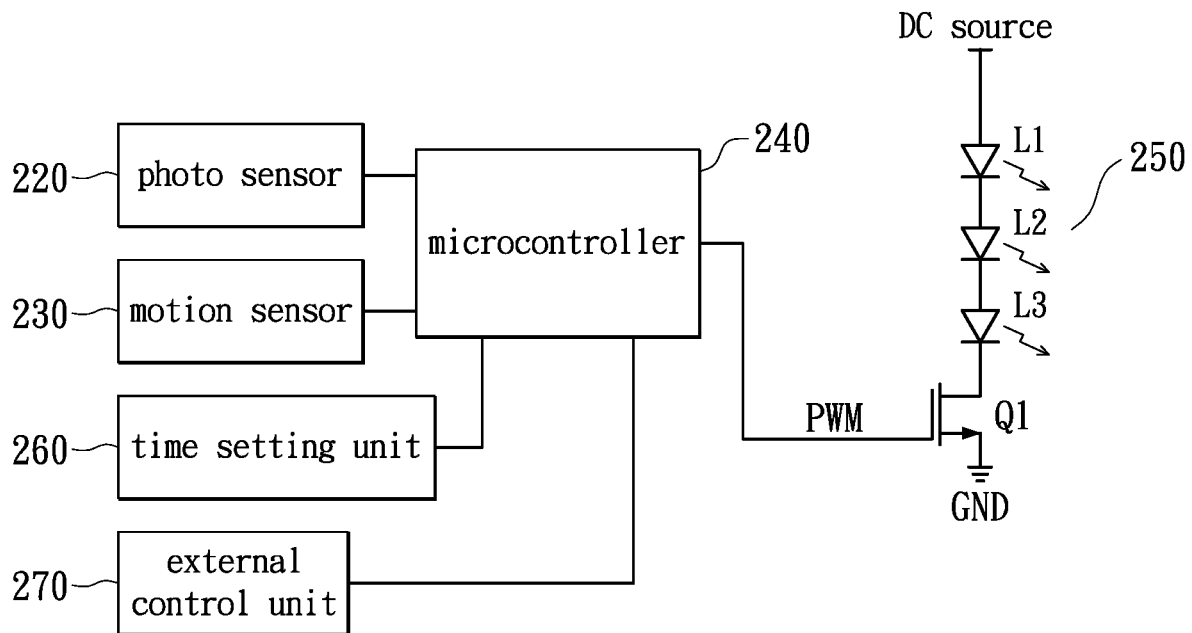 DC source
220
photo sensor
240
L1
250
microcontroller
L2
230
motion sensor
L3
PWM
Q1
260
time setting unit
GND
270
external
control unit